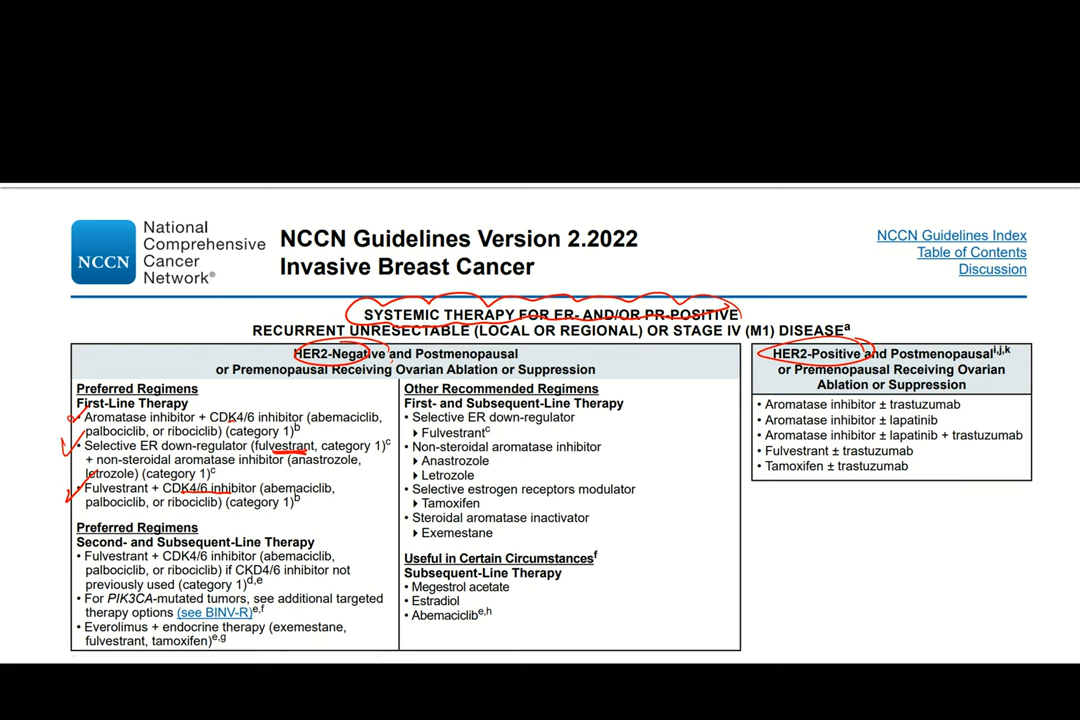 National
Comprehensive
Cancer
Network®
NCCN
NCCN Guidelines Version 2.2022
Invasive Breast Cancer
NCCN Guidelines Index
Table of Contents
Discussion
SYSTEMIC THERAPY FOR ER- AND/OR PR-POSITIVE
RECURRENT UNRESECTABLE (LOCAL OR REGIONAL) OR STAGE IV (M1) DISEASEa
HER2-Negative and Postmenopausal
or Premenopausal Receiving Ovarian Ablation or Suppression
Preferred Regimens
First-Line Therapy
• Aromatase inhibitor + CDK4/6 inhibitor (abemaciclib,
palbociclib, or ribociclib) (category 1)b
• Selective ER down-regulator (fulvestrant, category 1)c
+ non-steroidal aromatase inhibitor (anastrozole,
letrozole) (category 1)c
• Fulvestrant + CDK4/6 inhibitor (abemaciclib,
palbociclib, or ribociclib) (category 1)b
Preferred Regimens
Second- and Subsequent-Line Therapy
• Fulvestrant + CDK4/6 inhibitor (abemaciclib,
palbociclib, or ribociclib) if CKD4/6 inhibitor not
previously used (category 1)d,e
• For PIK3CA-mutated tumors, see additional targeted
therapy options (see BINV-R)e,f
• Everolimus + endocrine therapy (exemestane,
fulvestrant, tamoxifen)e,g
Other Recommended Regimens
First- and Subsequent-Line Therapy
• Selective ER down-regulator
▸ Fulvestrantc
• Non-steroidal aromatase inhibitor
▸ Anastrozole
▸ Letrozole
• Selective estrogen receptors modulator
▸ Tamoxifen
• Steroidal aromatase inactivator
▸ Exemestane
Useful in Certain Circumstancesf
Subsequent-Line Therapy
• Megestrol acetate
• Estradiol
• Abemaciclibe,h
HER2-Positive and Postmenopausali,j,k
or Premenopausal Receiving Ovarian
Ablation or Suppression
• Aromatase inhibitor ± trastuzumab
• Aromatase inhibitor ± lapatinib
• Aromatase inhibitor ± lapatinib + trastuzumab
• Fulvestrant ± trastuzumab
• Tamoxifen ± trastuzumab